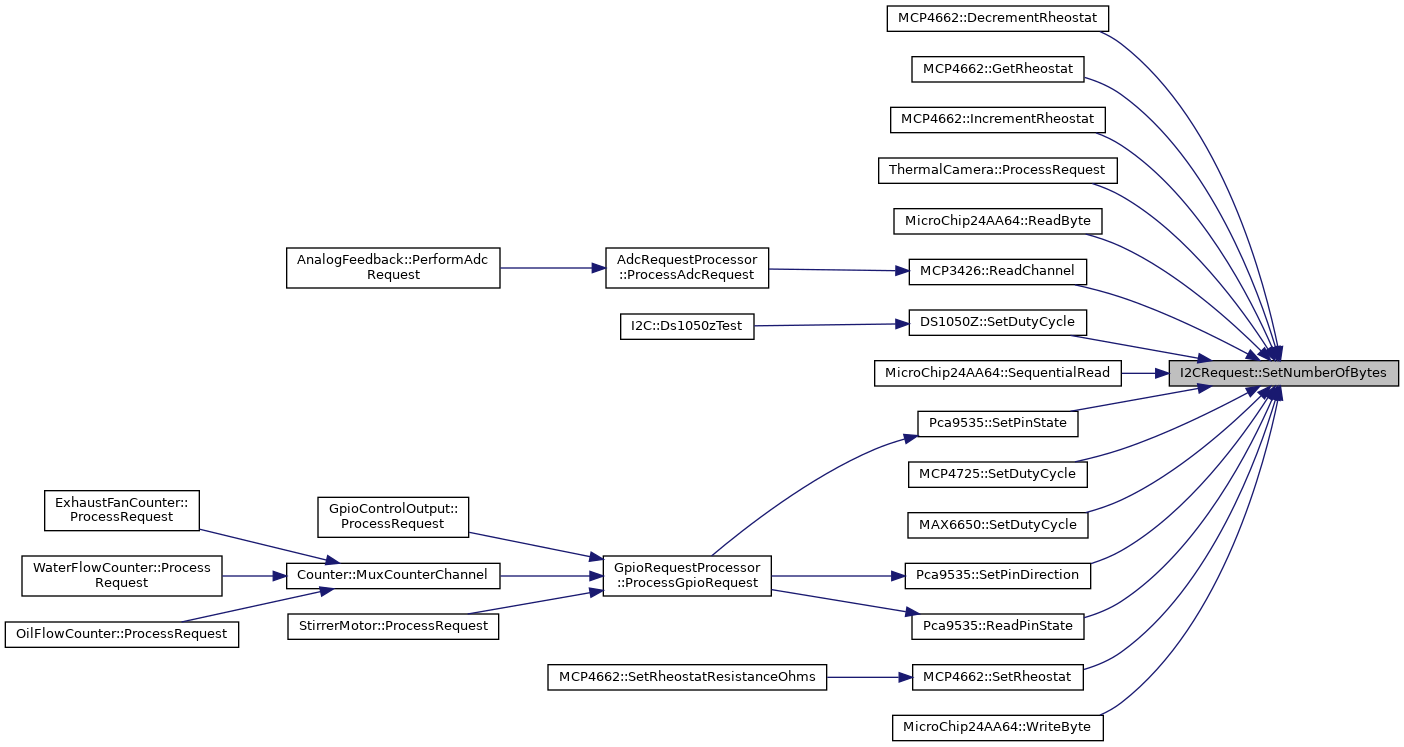 MCP4662::DecrementRheostat
MCP4662::GetRheostat
MCP4662::IncrementRheostat
ThermalCamera::ProcessRequest
MicroChip24AA64::ReadByte
AnalogFeedback::PerformAdc
Request
AdcRequestProcessor
::ProcessAdcRequest
MCP3426::ReadChannel
I2C::Ds1050zTest
DS1050Z::SetDutyCycle
MicroChip24AA64::SequentialRead
I2CRequest::SetNumberOfBytes
Pca9535::SetPinState
MCP4725::SetDutyCycle
ExhaustFanCounter::
ProcessRequest
GpioControlOutput::
ProcessRequest
MAX6650::SetDutyCycle
WaterFlowCounter::Process
Request
Counter::MuxCounterChannel
GpioRequestProcessor
::ProcessGpioRequest
Pca9535::SetPinDirection
OilFlowCounter::ProcessRequest
StirrerMotor::ProcessRequest
Pca9535::ReadPinState
MCP4662::SetRheostatResistanceOhms
MCP4662::SetRheostat
MicroChip24AA64::WriteByte